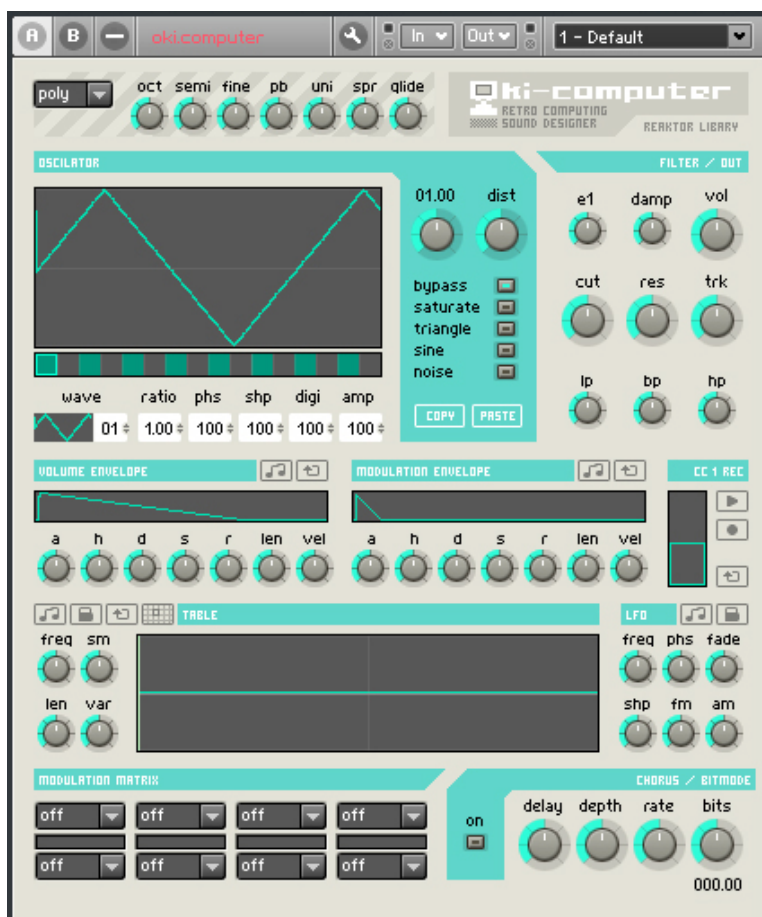 A B oki.computer In Out 1 - Default
poly oct semi fine pb uni spr glide
oki-computer
RETRO COMPUTING
SOUND DESIGNER
REAKTOR LIBRARY
OSCILATOR
FILTER / OUT
01.00 dist
bypass
saturate
triangle
sine
noise
COPY PASTE
e1 damp vol
cut res trk
lp bp hp
wave ratio phs shp digi amp
01 1.00 100 100 100 100
VOLUME ENVELOPE
MODULATION ENVELOPE
CC 1 REC
a h d s r len vel
a h d s r len vel
TABLE
LFO
freq sm
len var
freq phs fade
shp fm am
MODULATION MATRIX
CHORUS / BITMODE
off off off off
off off off off
on delay depth rate bits
000.00